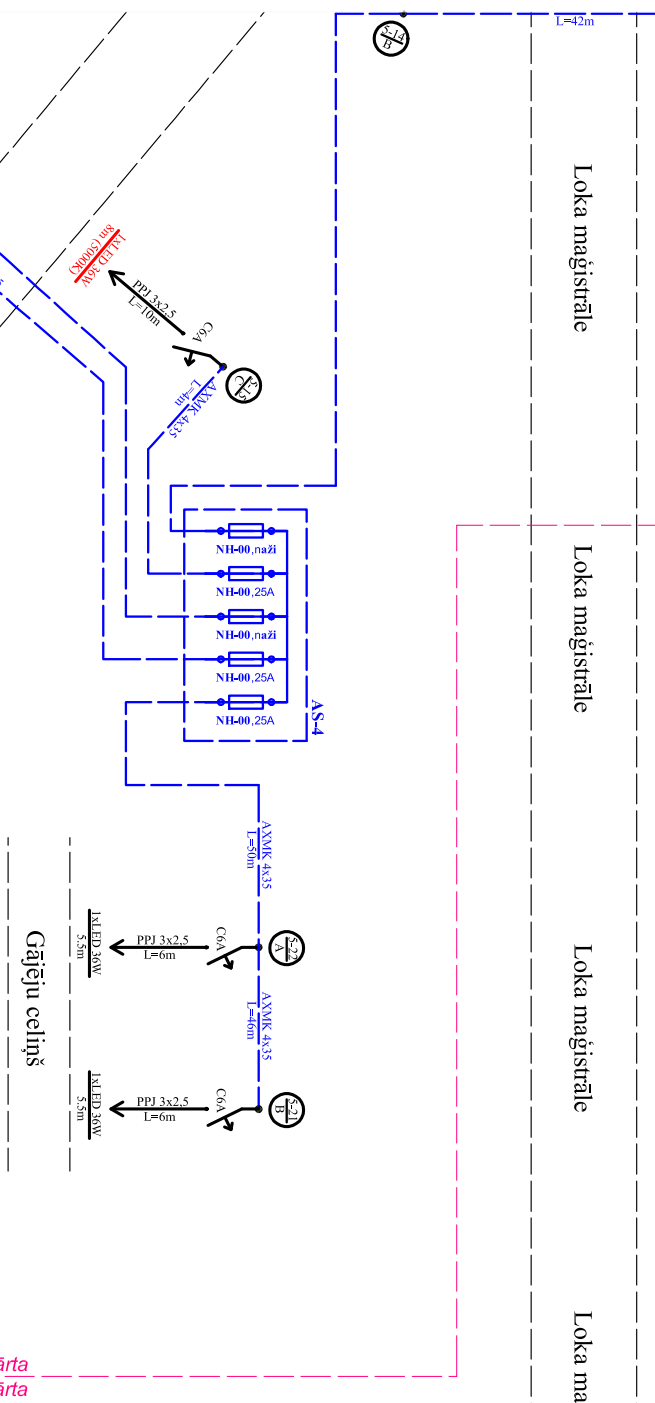 L=42m
5-14
B
Loka maģistrāle
1xLED 36W
8m (5000K)
PPJ 3x2,5
L=10m
C6A
5-15
C
AXMK 4x35
L=4m
NH-00,naži
NH-00,25A
NH-00,naži
NH-00,25A
NH-00,25A
AS-4
Loka maģistrāle
AXMK 4x35
L=50m
5-22
A
C6A
PPJ 3x2,5
L=6m
1xLED 36W
5.5m
Gājēju celiņš
Loka maģistrāle
AXMK 4x35
L=46m
5-21
B
C6A
PPJ 3x2,5
L=6m
1xLED 36W
5.5m
Loka ma
ārta
ārta